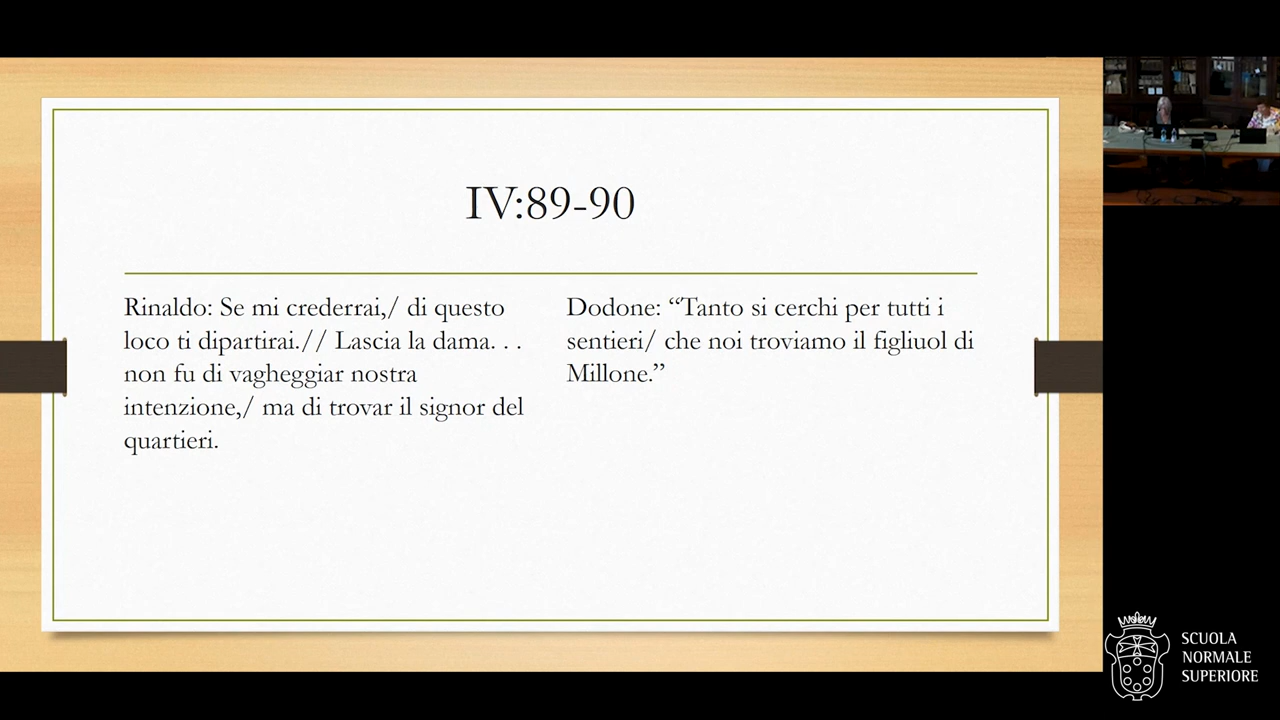 IV:89-90
Rinaldo: Se mi crederrai,/ di questo
loco ti dipartirai.// Lascia la dama. . .
non fu di vagheggiar nostra
intenzione,/ ma di trovar il signor del
quartieri.
Dodone: “Tanto si cerchi per tutti i
sentieri/ che noi troviamo il figliuol di
Millone.”
SCUOLA
NORMALE
SUPERIORE